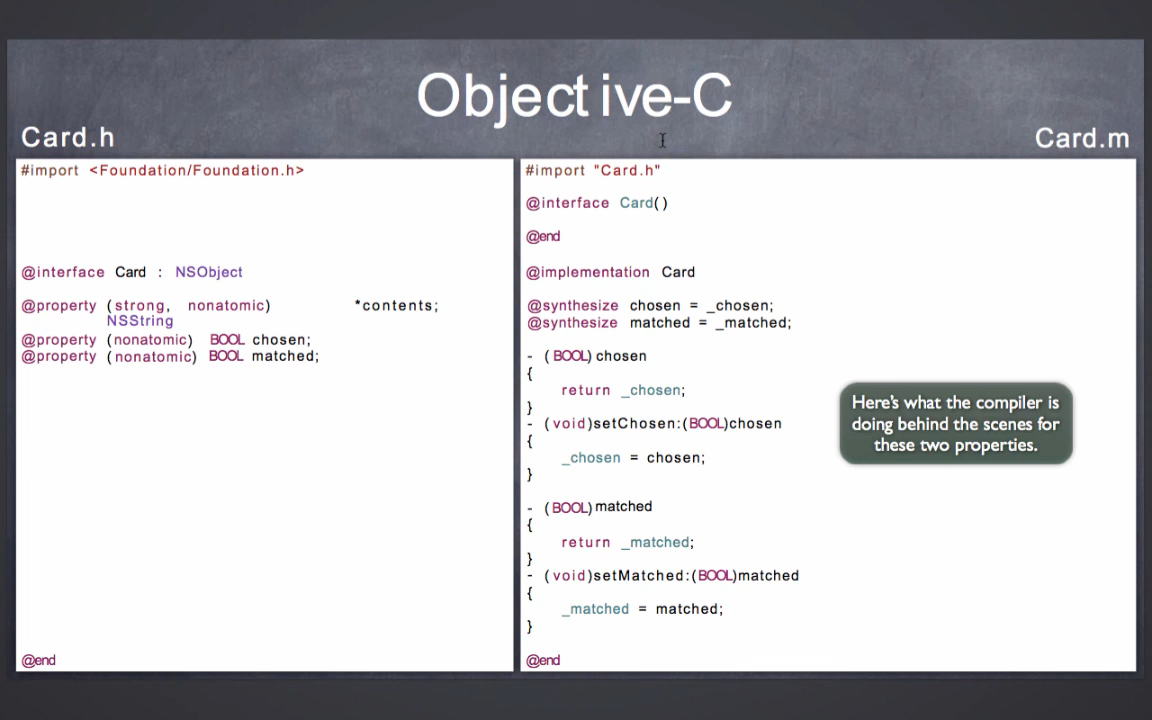 Objective-C
Card.h
Card.m
#import <Foundation/Foundation.h>
@interface Card : NSObject
@property (strong, nonatomic) *contents;
NSString
@property (nonatomic) BOOL chosen;
@property (nonatomic) BOOL matched;
@end
#import "Card.h"
@interface Card()
@end
@implementation Card
@synthesize chosen = _chosen;
@synthesize matched = _matched;
- (BOOL) chosen
{
return _chosen;
}
- (void)setChosen:(BOOL)chosen
{
_chosen = chosen;
}
- (BOOL) matched
{
return _matched;
}
- (void)setMatched:(BOOL)matched
{
_matched = matched;
}
@end
Here's what the compiler is
doing behind the scenes for
these two properties.